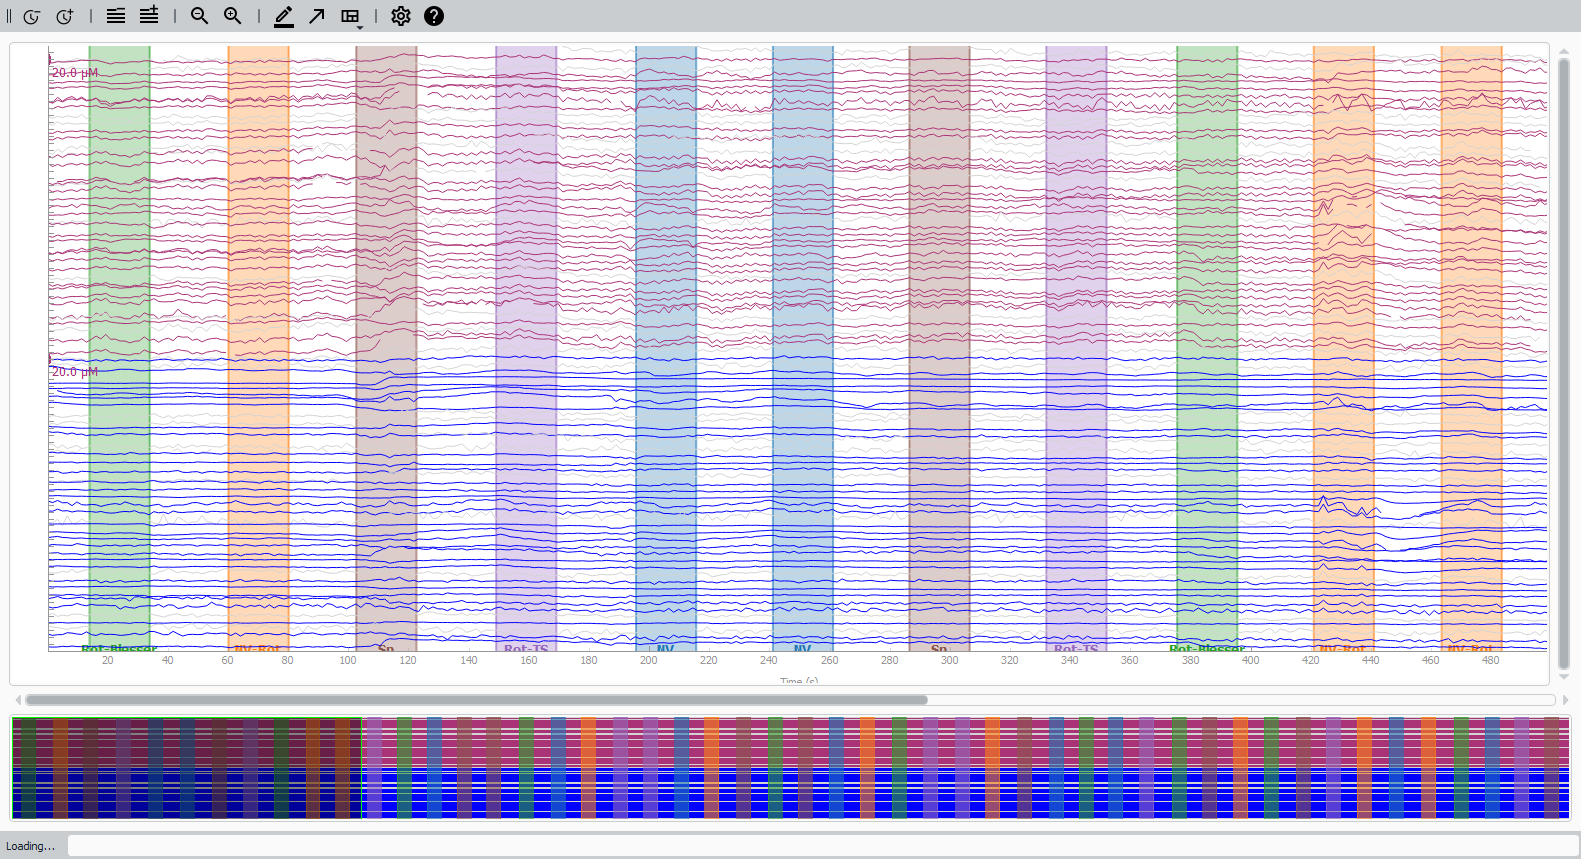 20.0 µM
20.0 µM
Rot-Blesser NV-Rot Sp Rot-TS NV NV Sp Rot-TS Rot-Blesser NV-Rot NV-Rot
20 40 60 80 100 120 140 160 180 200 220 240 260 280 300 320 340 360 380 400 420 440 460 480
Time (s)
Loading...